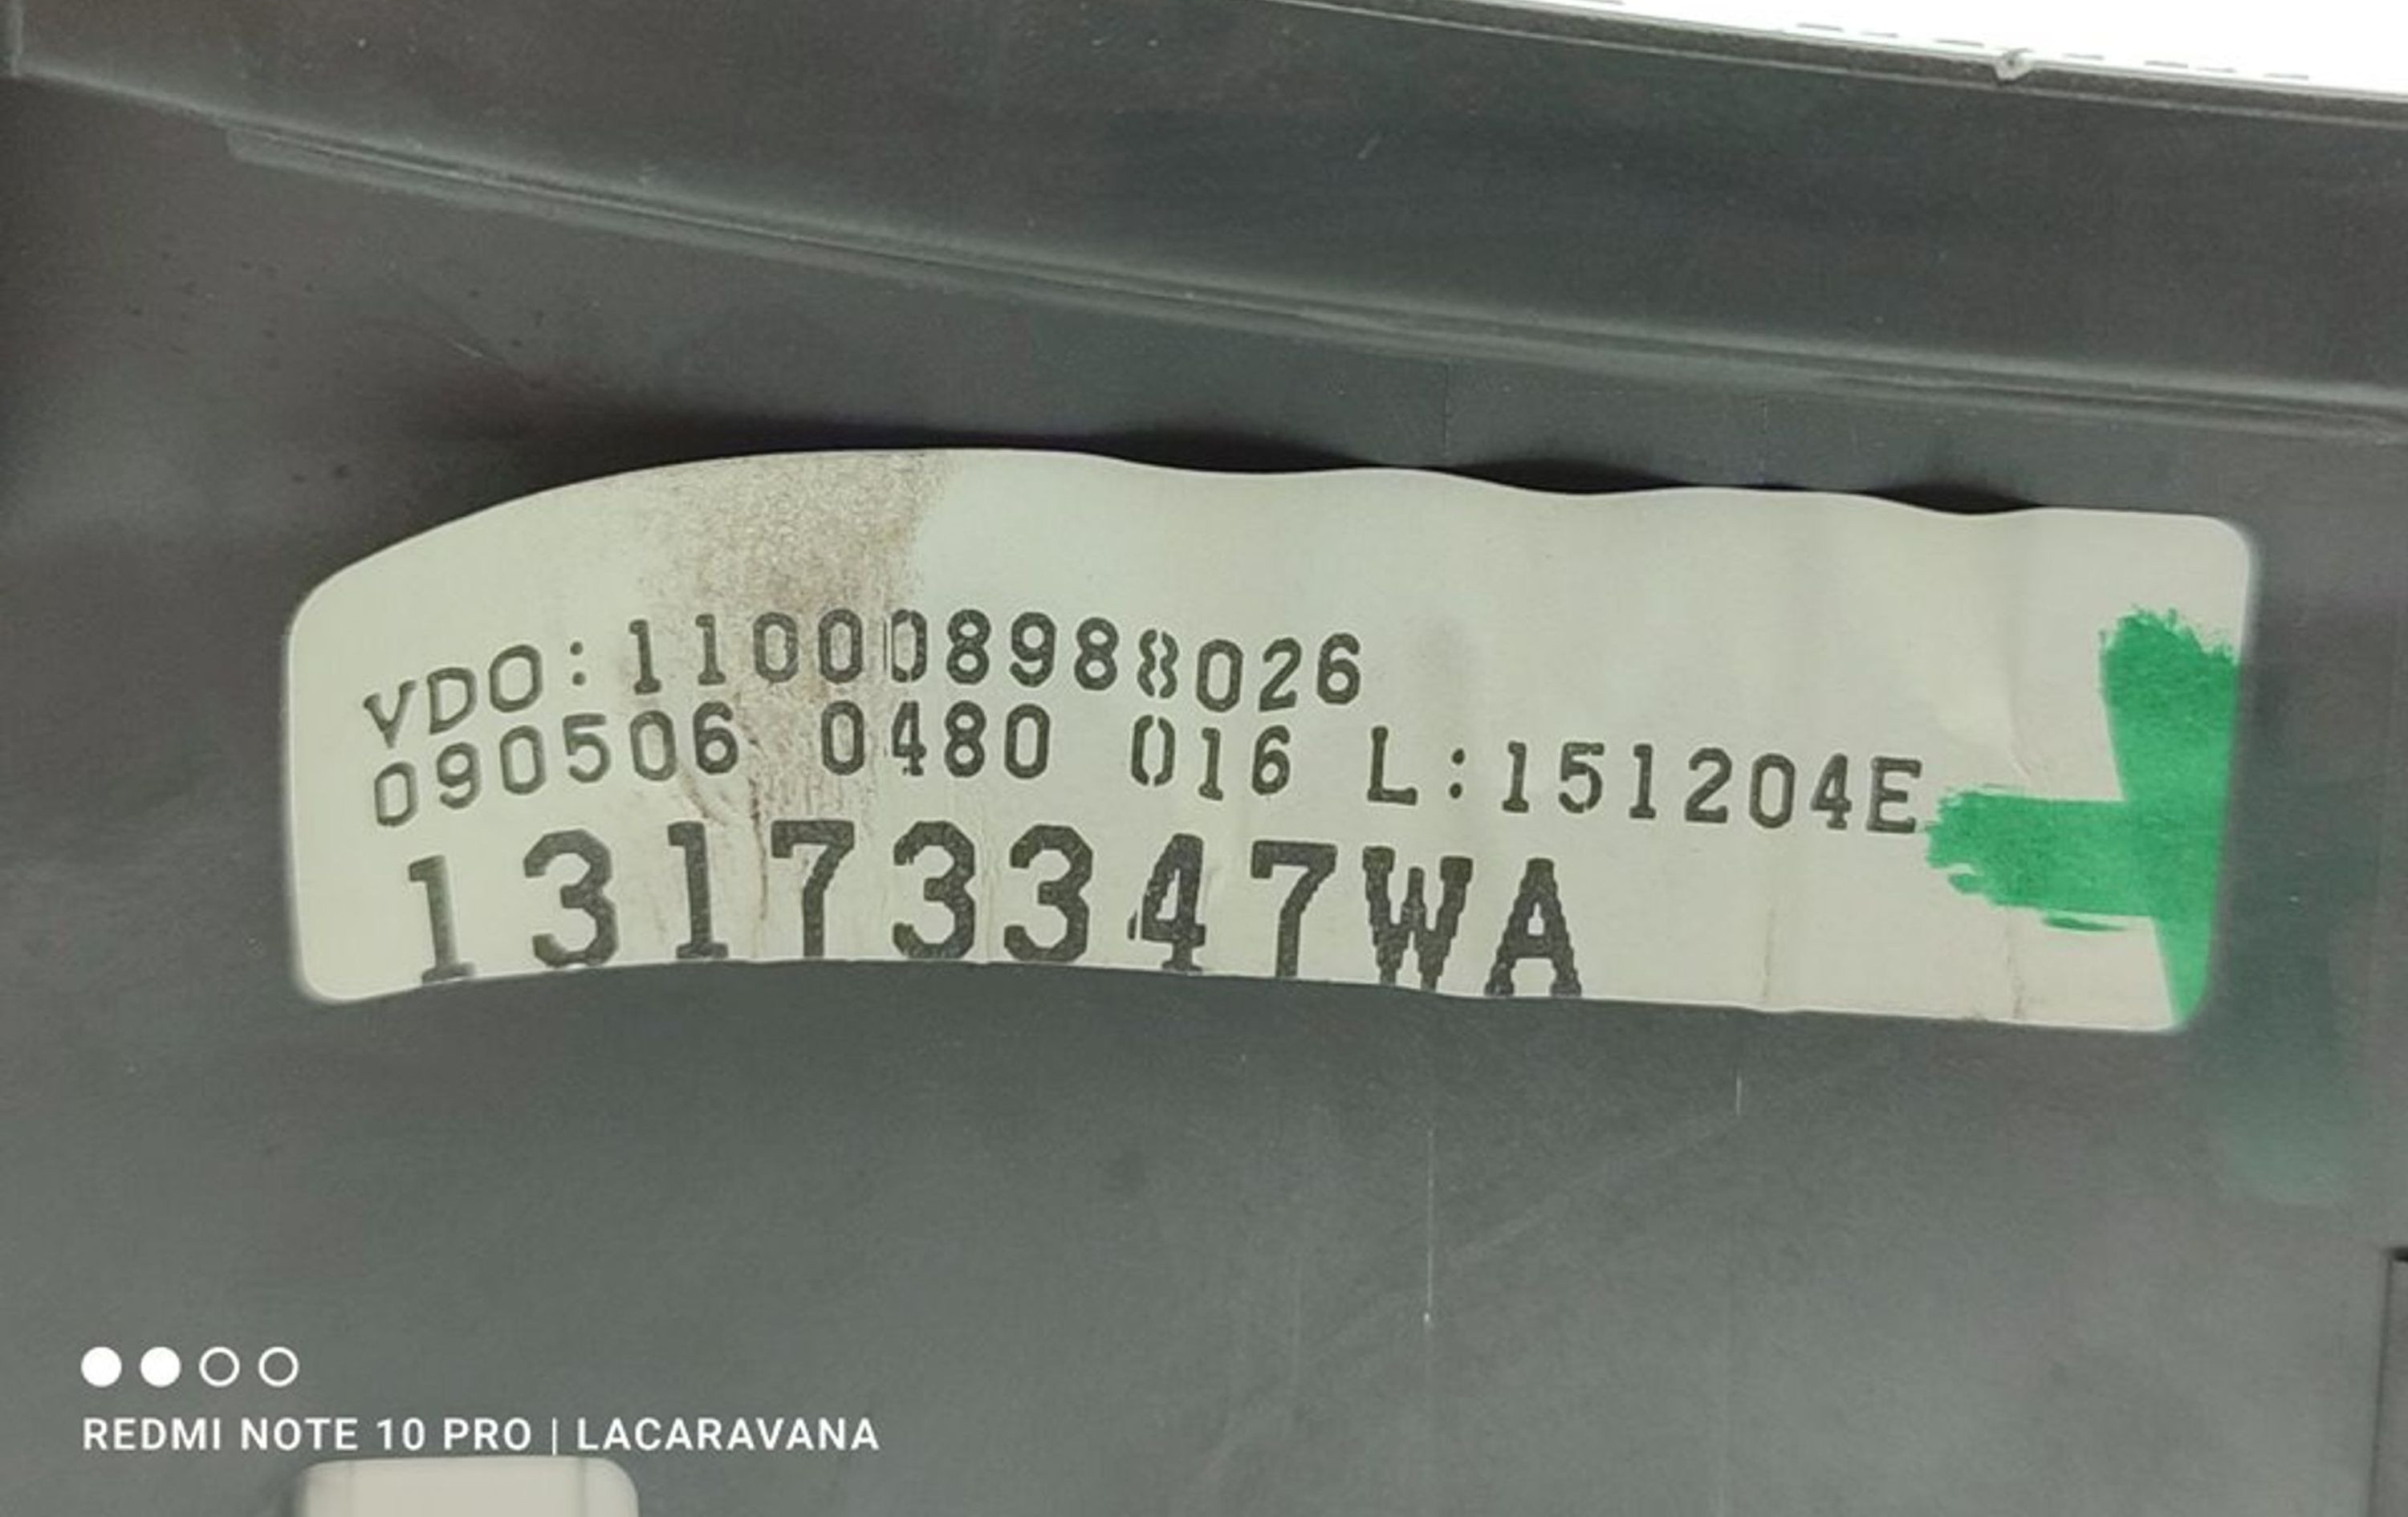 VDO:110008988026
090506 0480 016 L:151204E
13173347WA
REDMI NOTE 10 PRO | LACARAVANA